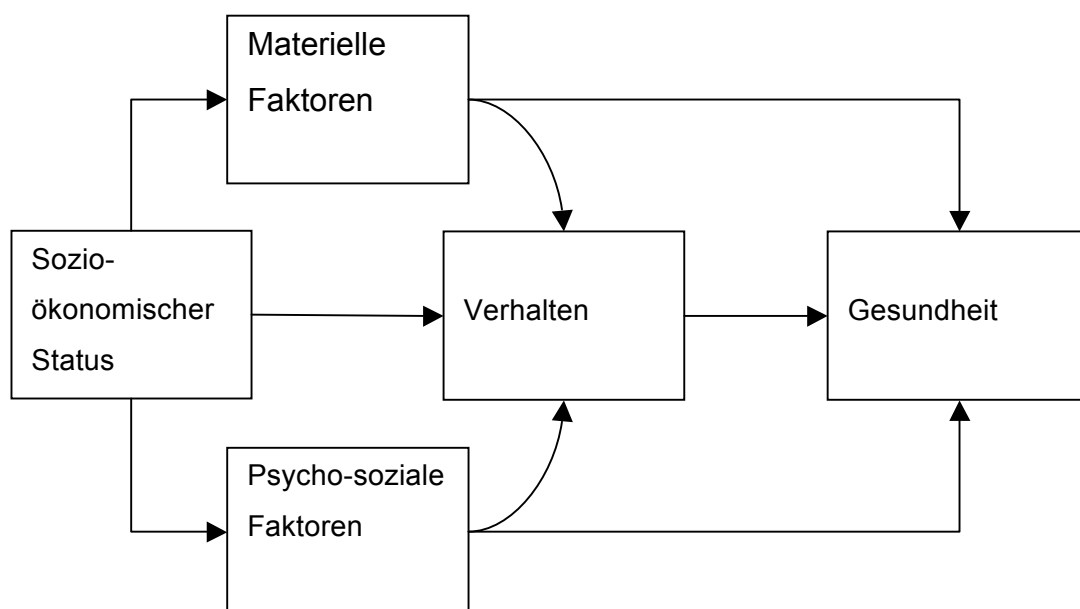 Materielle
Faktoren
Sozio-
ökonomischer
Status
Verhalten
Gesundheit
Psycho-soziale
Faktoren